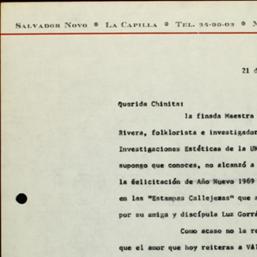 SALVADOR NOVO * LA CAPILLA * TEL. 35-90-03 *
21 d
Querida Chinita:
la finada Maestra
Rivera, folklorista e investigador
Investigaciones Estéticas de la UN
supongo que conoces, no alcanzó a
la felicitación de Año Nuevo 1969
en las "Estampas Callejeras" que a
por su amiga y discípula Luz Gorrá
Como acaso no la re
que el amor que hoy reiteras a VAL